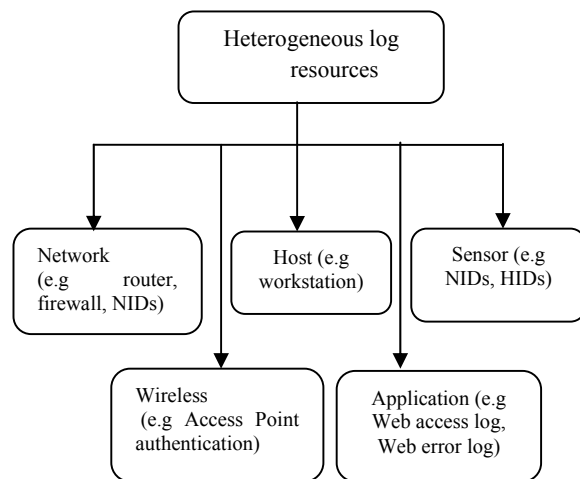 Heterogeneous log
resources
Network
(e.g router,
firewall, NIDs)
Host (e.g
workstation)
Sensor (e.g
NIDs, HIDs)
Wireless
(e.g Access Point
authentication)
Application (e.g
Web access log,
Web error log)